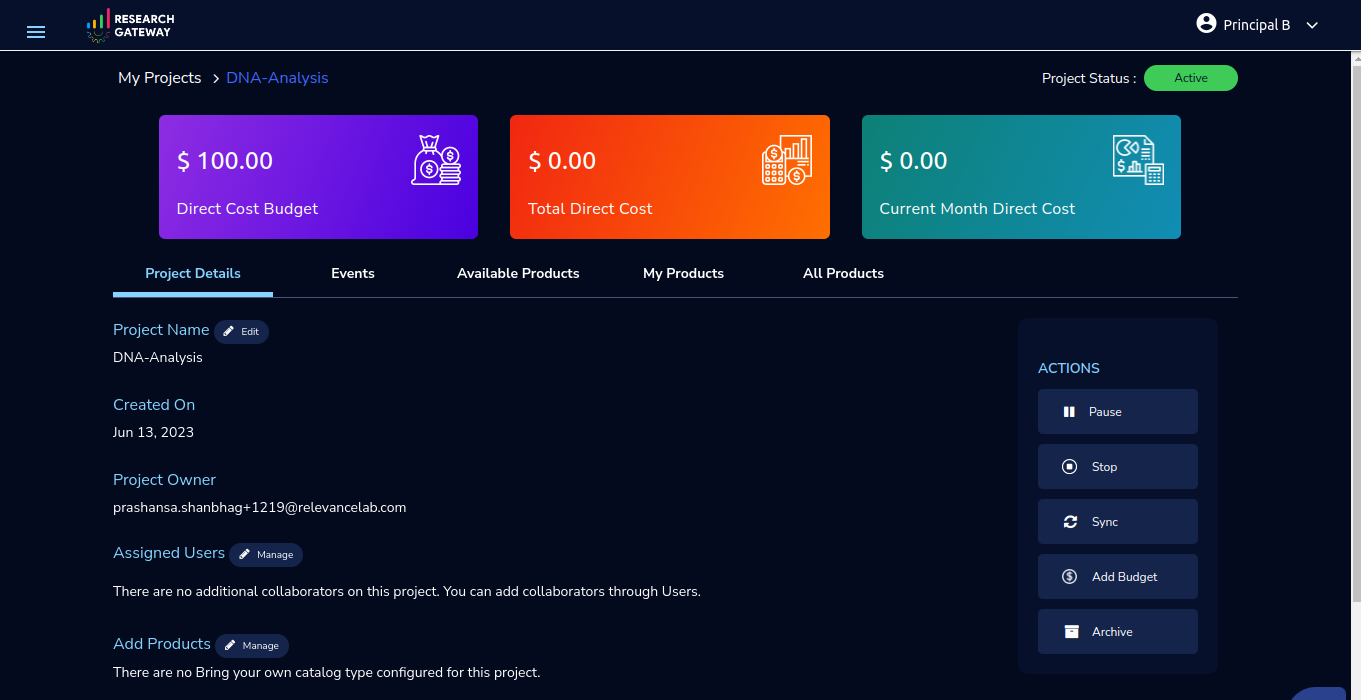 RESEARCH
GATEWAY
Principal B
My Projects > DNA-Analysis
Project Status : Active
$ 100.00
Direct Cost Budget
$ 0.00
Total Direct Cost
$ 0.00
Current Month Direct Cost
Project Details Events Available Products My Products All Products
Project Name Edit
DNA-Analysis
Created On
Jun 13, 2023
Project Owner
prashansa.shanbhag+1219@relevancelab.com
Assigned Users Manage
There are no additional collaborators on this project. You can add collaborators through Users.
Add Products Manage
There are no Bring your own catalog type configured for this project.
ACTIONS
Pause
Stop
Sync
Add Budget
Archive